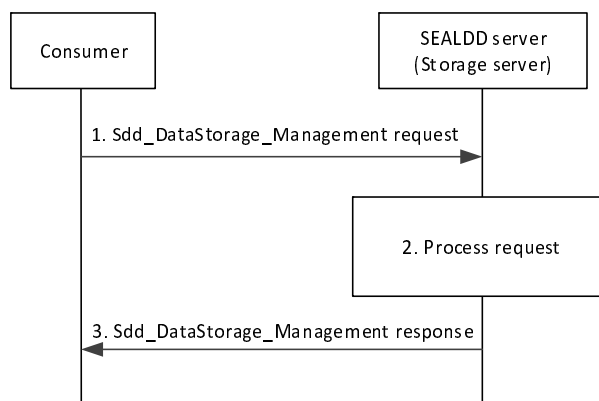 Consumer
SEALDD server
(Storage server)
1. Sdd_DataStorage_Management request
2. Process request
3. Sdd_DataStorage_Management response